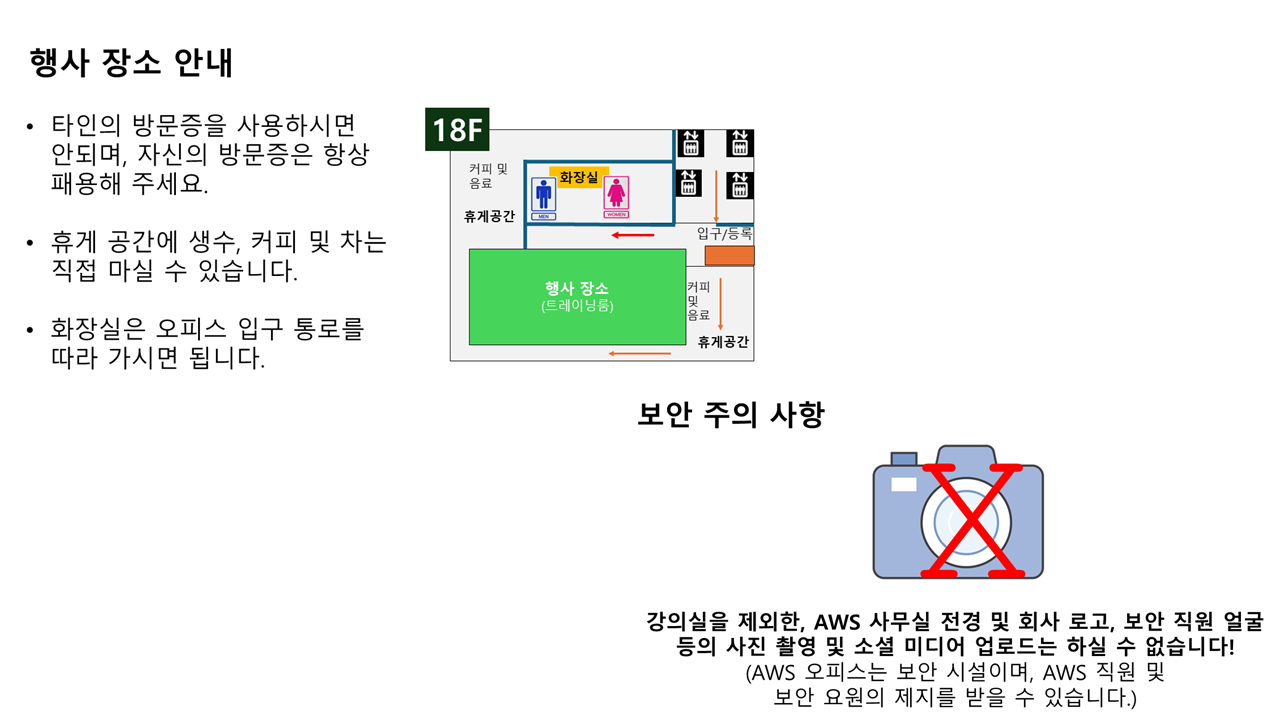 행사 장소 안내
• 타인의 방문증을 사용하시면
안되며, 자신의 방문증은 항상
패용해 주세요.
• 휴게 공간에 생수, 커피 및 차는
직접 마실 수 있습니다.
• 화장실은 오피스 입구 통로를
따라 가시면 됩니다.
18F
커피 및
음료
화장실
MEN
WOMEN
휴게공간
입구/등록
행사 장소
(트레이닝룸)
커피
및
음료
휴게공간
보안 주의 사항
강의실을 제외한, AWS 사무실 전경 및 회사 로고, 보안 직원 얼굴
등의 사진 촬영 및 소셜 미디어 업로드는 하실 수 없습니다!
(AWS 오피스는 보안 시설이며, AWS 직원 및
보안 요원의 제지를 받을 수 있습니다.)